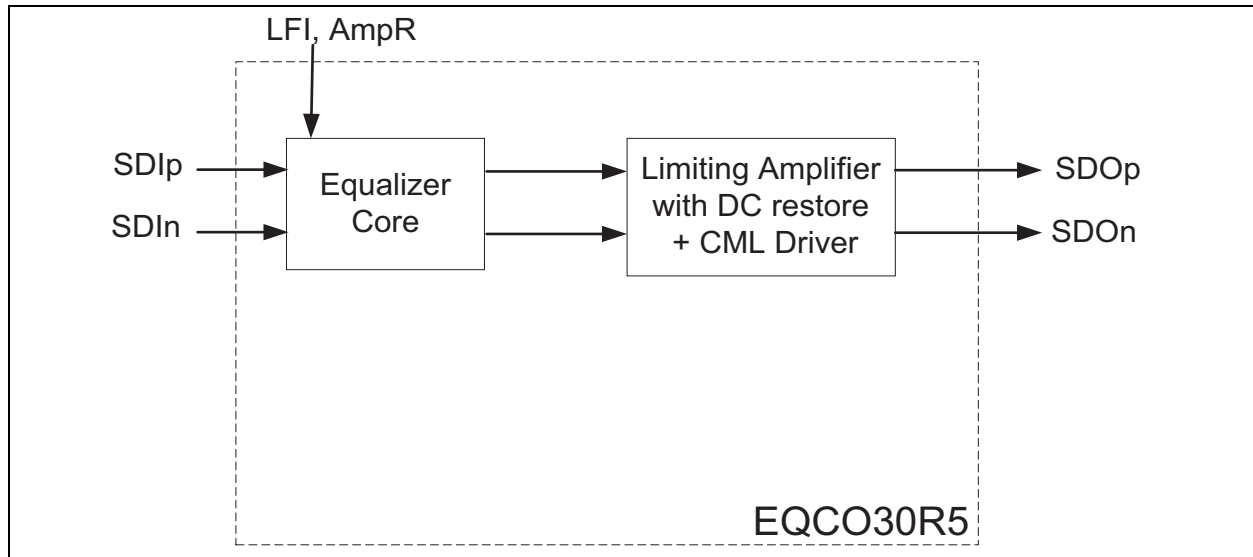 LFI, AmpR
SDIp
SDIn
Equalizer
Core
Limiting Amplifier
with DC restore
+ CML Driver
SDOp
SDOn
EQCO30R5